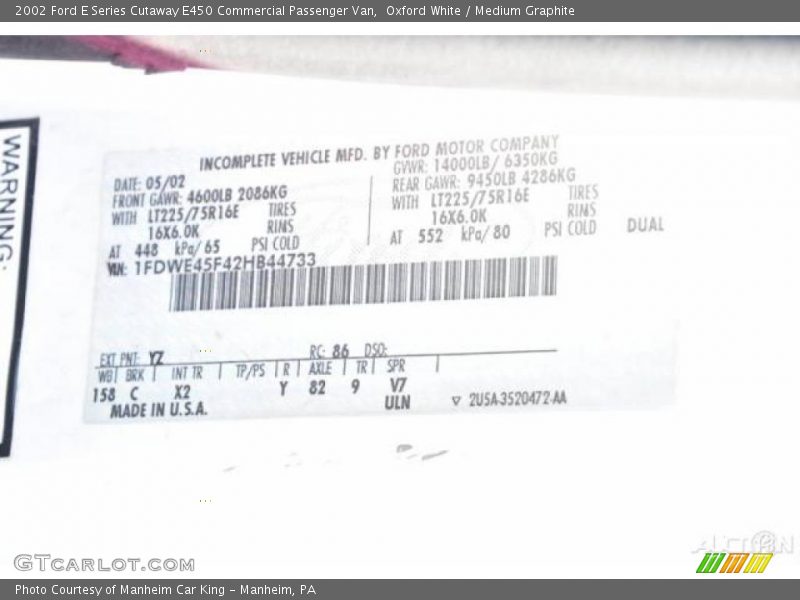 2002 Ford E Series Cutaway E450 Commercial Passenger Van,  Oxford White / Medium Graphite
WARNING:
INCOMPLETE VEHICLE MFD. BY FORD MOTOR COMPANY
DATE: 05/02
GVWR: 14000LB/ 6350KG
FRONT GAWR: 4600LB 2086KG
REAR GAWR: 9450LB 4286KG
WITH LT225/75R16E TIRES
WITH LT225/75R16E TIRES
16X6.0K RIMS
16X6.0K RIMS
AT 448 kPa/ 65 PSI COLD
AT 552 kPa/ 80 PSI COLD DUAL
VIN: 1FDWE45F42HB44733
EXT PNT: YZ RC: 86 DSO:
WB BRK INT TR TP/PS R AXLE TR SPR
158 C X2 Y 82 9 V7
MADE IN U.S.A. ULN ▽ 2U5A-3520472-AA
GTCARLOT.COM
AUCTION
Photo Courtesy of Manheim Car King – Manheim, PA